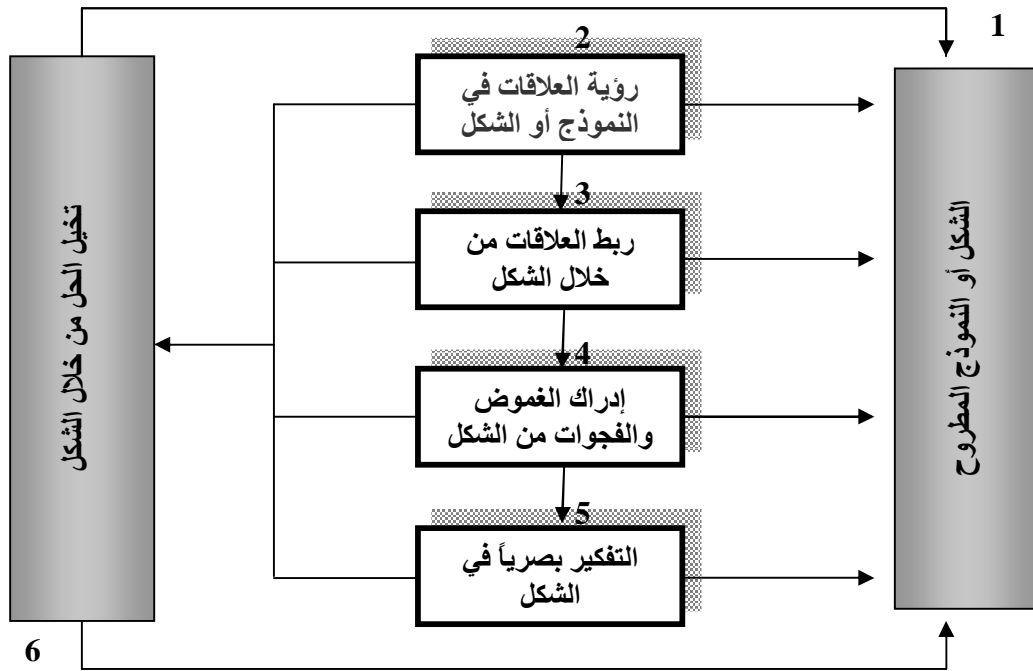 1
الشكل أو النموذج المطروح
2
رؤية العلاقات في
النموذج أو الشكل
3
ربط العلاقات من
خلال الشكل
4
إدراك الغموض
والفجوات من الشكل
5
التفكير بصرياً في
الشكل
6
تخيل الحل من خلال الشكل